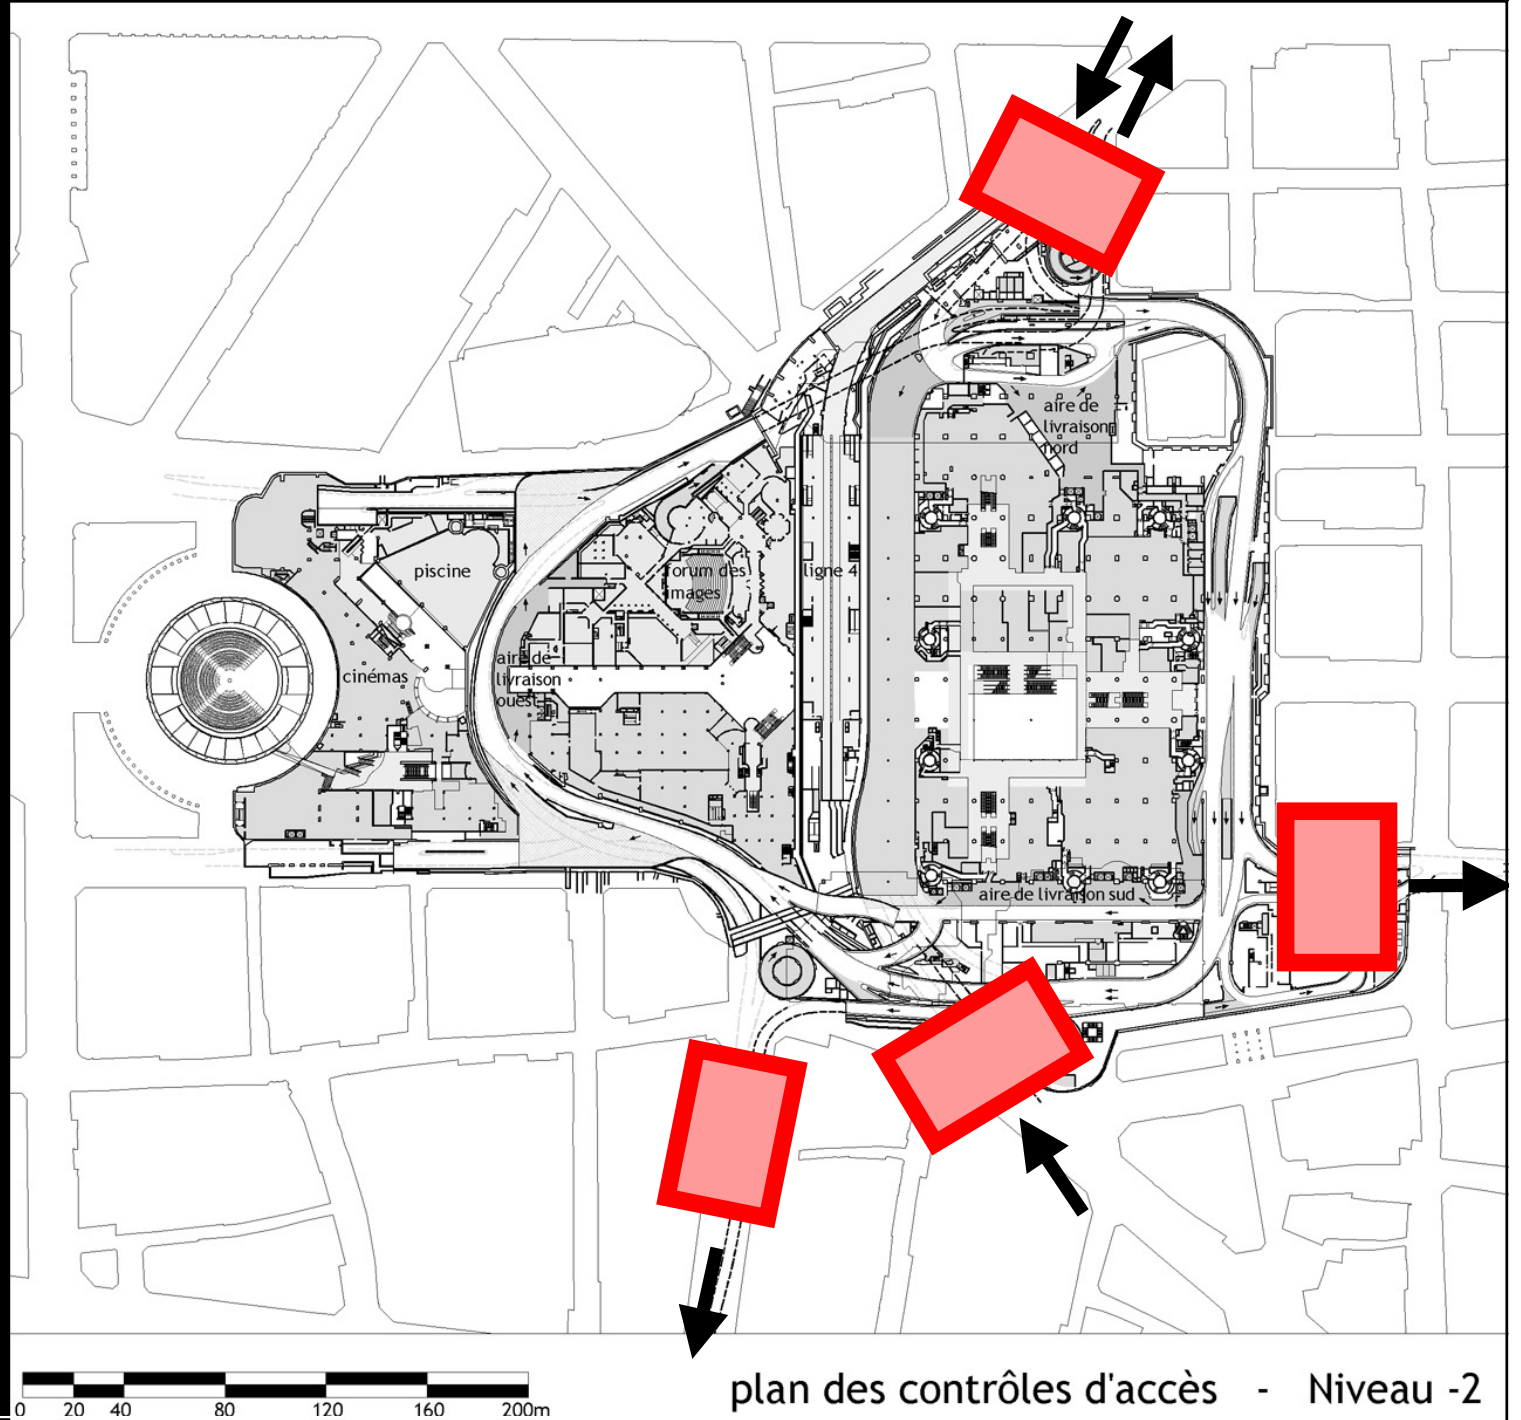 aire de
livraison
nord
piscine
forum des
images
ligne 4
cinémas
aire de
livraison
ouest
aire de livraison sud
0 20 40 80 120 160 200m
plan des contrôles d'accès - Niveau -2